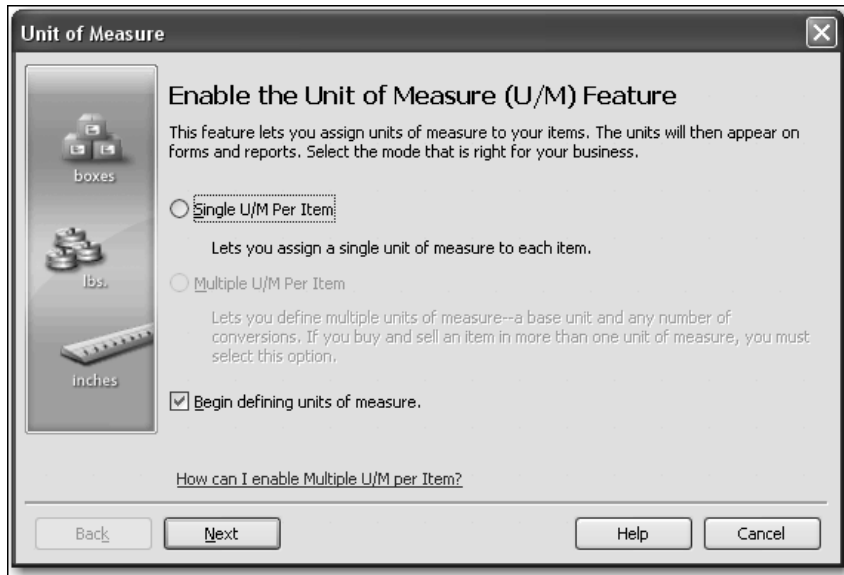 Unit of Measure
Enable the Unit of Measure (U/M) Feature
This feature lets you assign units of measure to your items. The units will then appear on
forms and reports. Select the mode that is right for your business.
boxes
Single U/M Per Item
Lets you assign a single unit of measure to each item.
lbs.
Multiple U/M Per Item
Lets you define multiple units of measure--a base unit and any number of
conversions. If you buy and sell an item in more than one unit of measure, you must
select this option.
inches
Begin defining units of measure.
How can I enable Multiple U/M per Item?
Back
Next
Help
Cancel